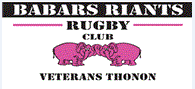 BABARS RIANTS
RUGBY
CLUB
VETERANS THONON